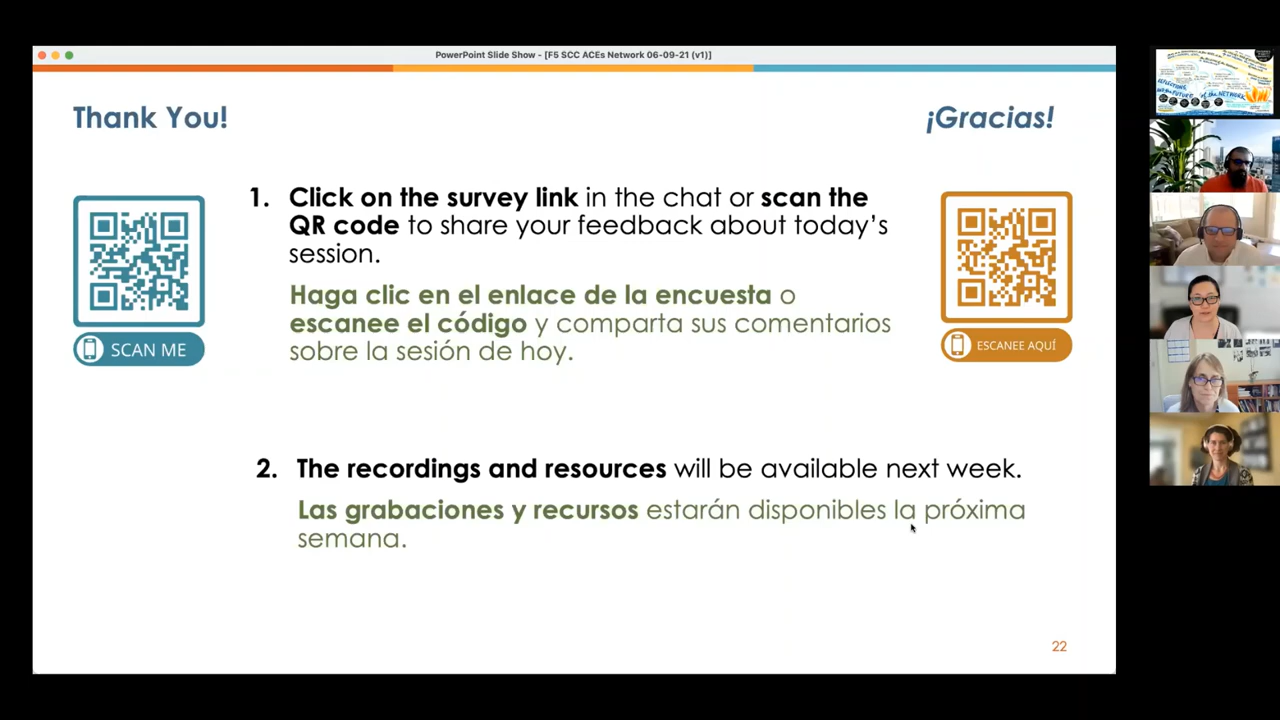 PowerPoint Slide Show - [F5 SCC ACEs Network 06-09-21 (v1)]
Thank You!
¡Gracias!
1. Click on the survey link in the chat or scan the
QR code to share your feedback about today's
session.
Haga clic en el enlace de la encuesta o
escanee el código y comparta sus comentarios
sobre la sesión de hoy.
SCAN ME
ESCANEE AQUÍ
2. The recordings and resources will be available next week.
Las grabaciones y recursos estarán disponibles la próxima
semana.
22
REFLECTIONS
of the NETWORK